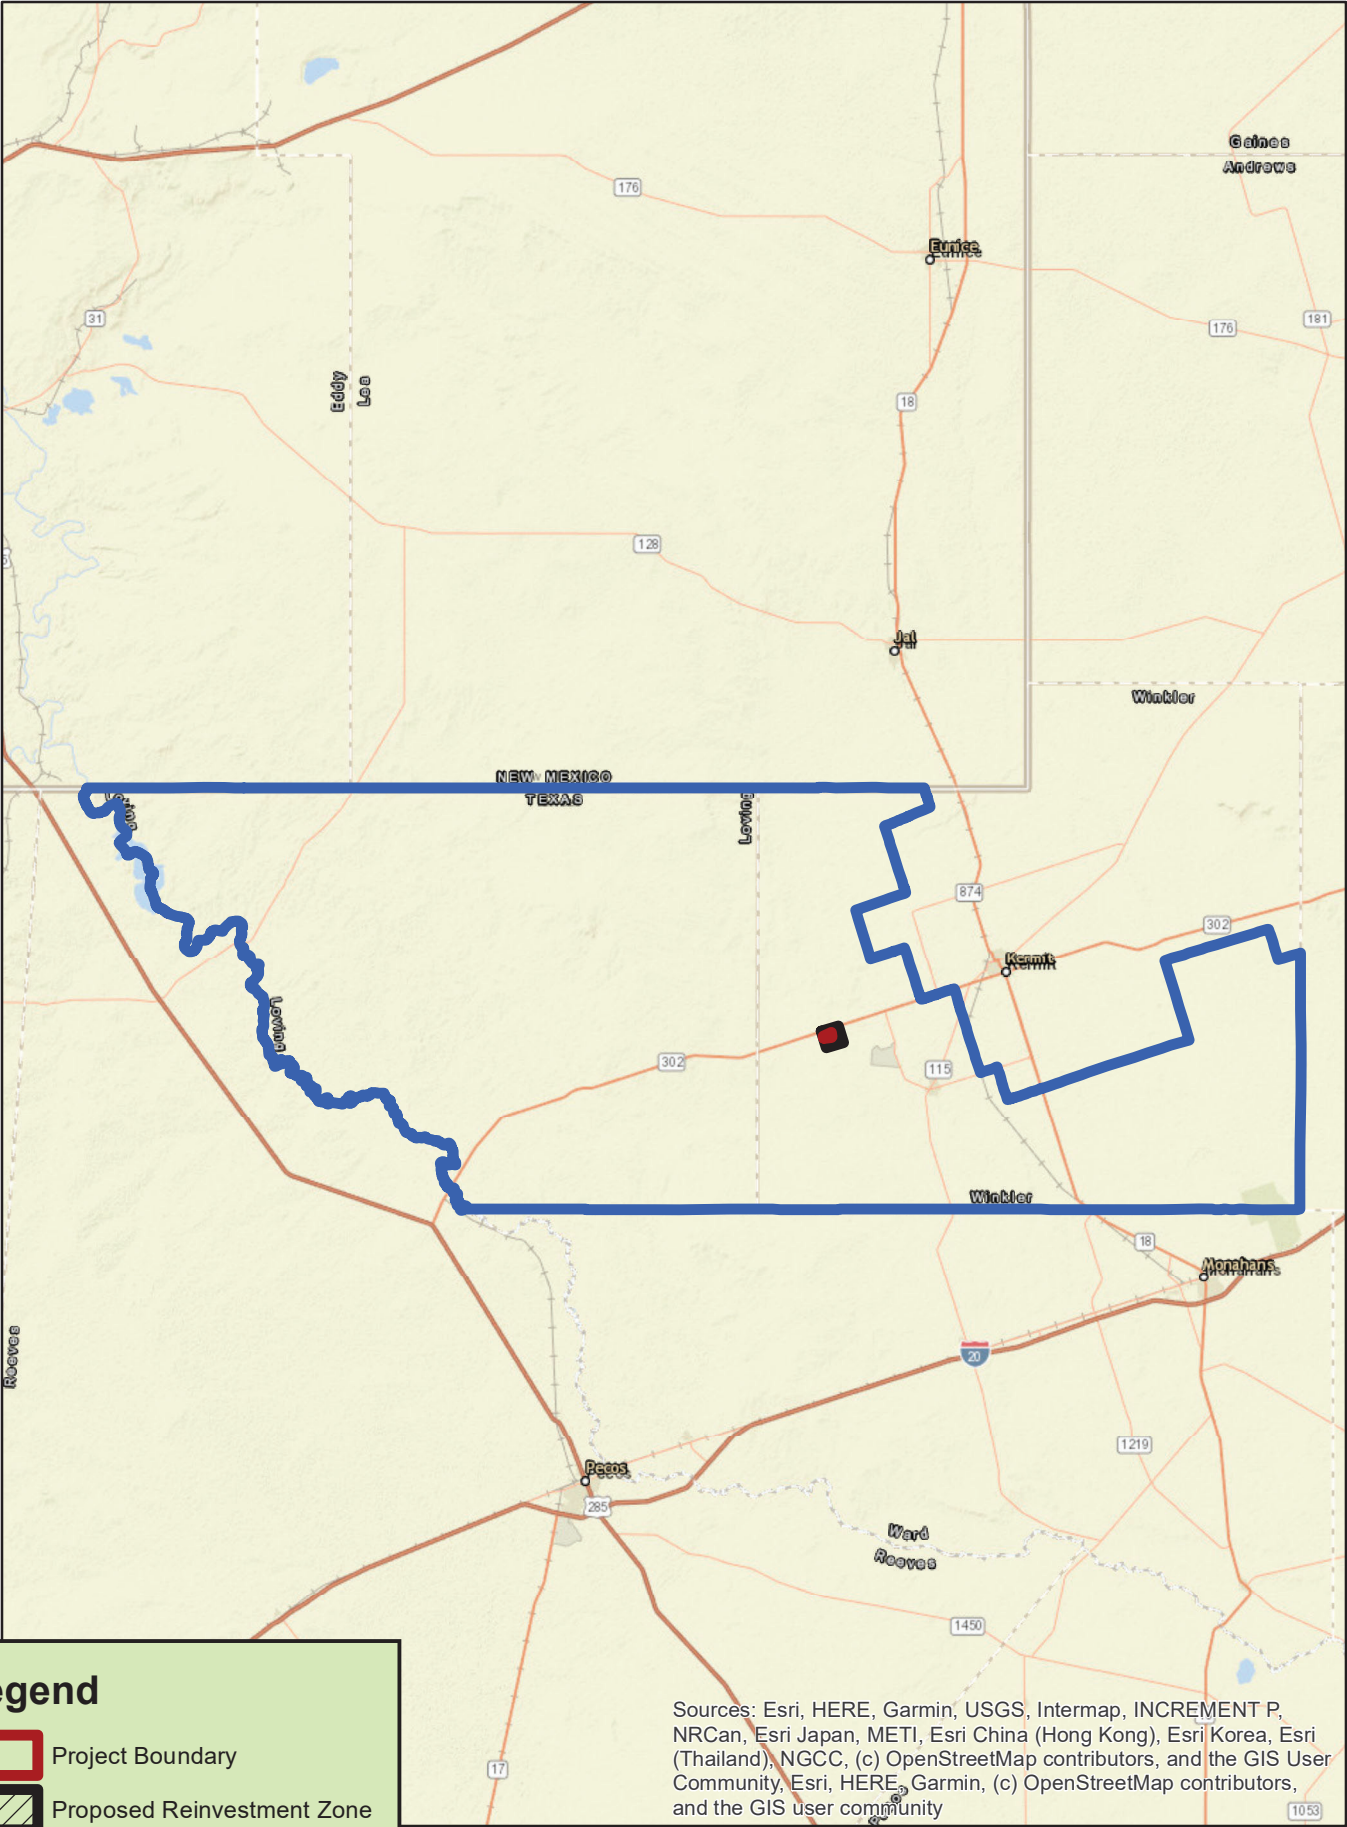 Gaines
Andrews
176
Eunice
31
176
181
Eddy
Lea
18
128
Jal
Winkler
NEW MEXICO
TEXAS
Loving
874
302
Kermit
Loving
302
115
Winkler
18
Monahans
Reeves
20
1219
Pecos
285
Ward
Reeves
1450
17
1053
egend
Project Boundary
Proposed Reinvestment Zone
Sources: Esri, HERE, Garmin, USGS, Intermap, INCREMENT P,
NRCan, Esri Japan, METI, Esri China (Hong Kong), Esri Korea, Esri
(Thailand), NGCC, (c) OpenStreetMap contributors, and the GIS User
Community, Esri, HERE, Garmin, (c) OpenStreetMap contributors,
and the GIS user community